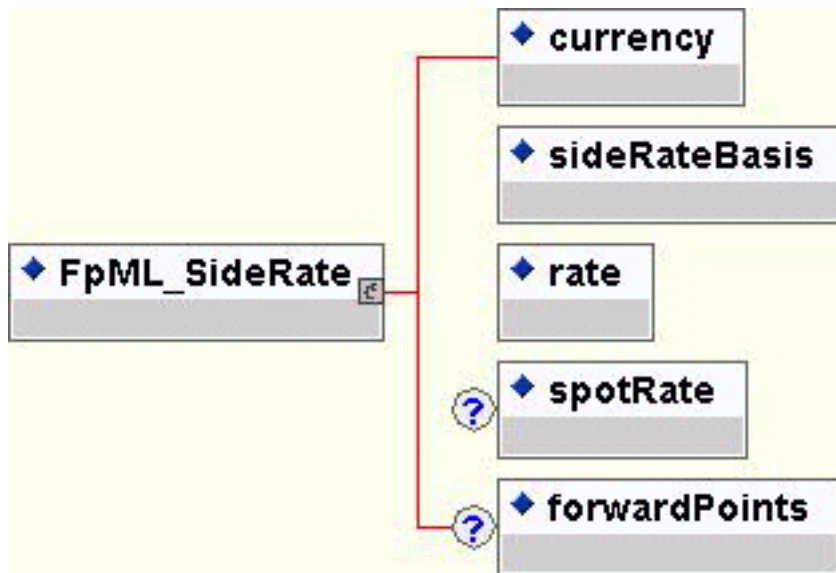 currency
sideRateBasis
FpML_SideRate
rate
? spotRate
? forwardPoints